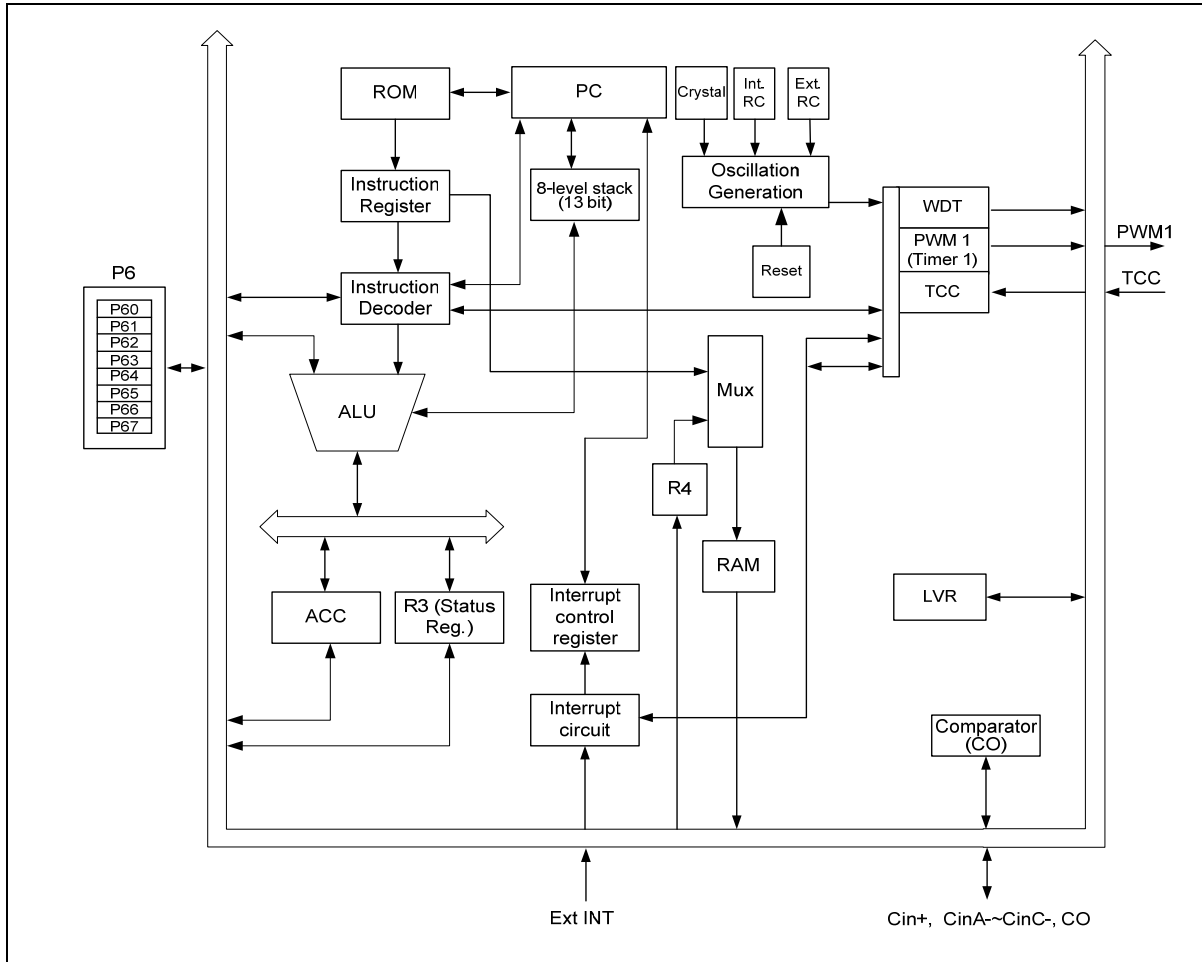 ROM
PC
Crystal
Int.
RC
Ext.
RC
Instruction
Register
8-level stack
(13 bit)
Oscillation
Generation
WDT
PWM 1
(Timer 1)
TCC
PWM1
TCC
Reset
P6
P60
P61
P62
P63
P64
P65
P66
P67
Instruction
Decoder
ALU
Mux
R4
RAM
ACC
R3 (Status
Reg.)
Interrupt
control
register
LVR
Interrupt
circuit
Comparator
(CO)
Ext INT
Cin+, CinA-~CinC-, CO